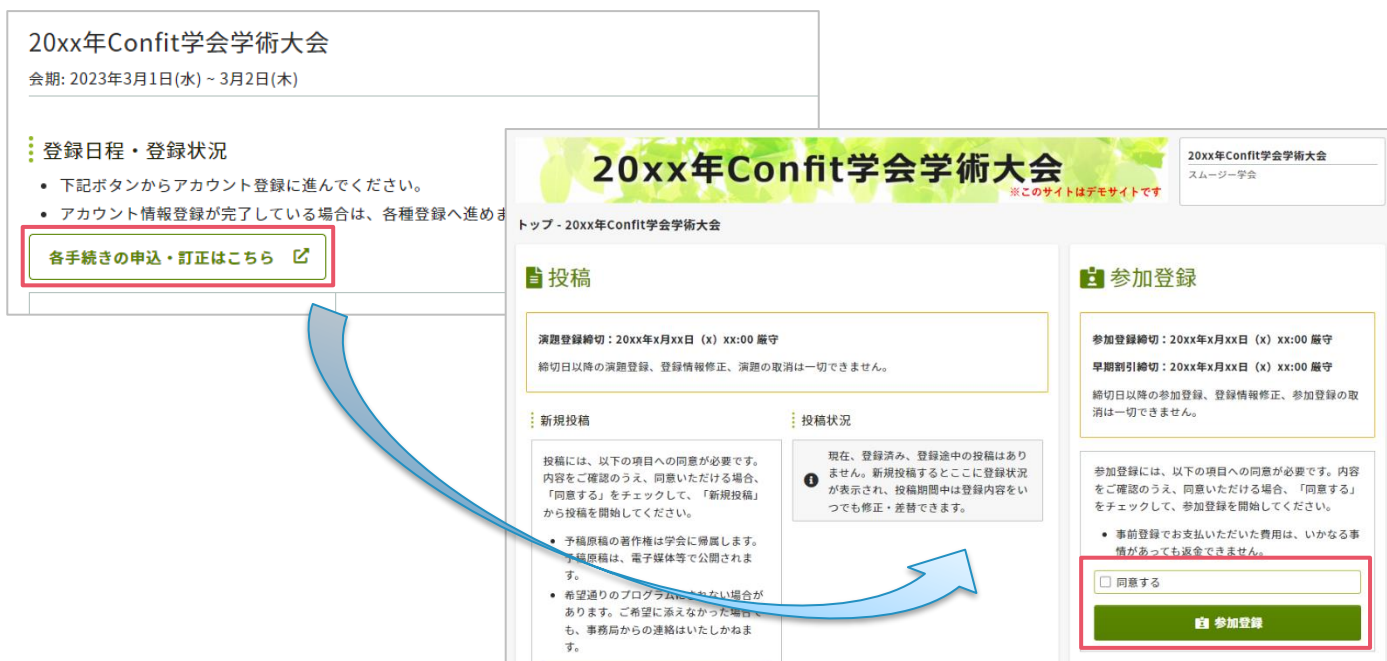 20xx年Confit学会学術大会
会期: 2023年3月1日(水) ~ 3月2日(木)
登録日程・登録状況
• 下記ボタンからアカウント登録に進んでください。
• アカウント情報登録が完了している場合は、各種登録へ進めま
各手続きの申込・訂正はこちら
20xx年Confit学会学術大会
※このサイトはデモサイトです
20xx年Confit学会学術大会
スムージー学会
トップ - 20xx年Confit学会学術大会
投稿
演題登録締切：20xx年x月xx日（x）xx:00 厳守
締切日以降の演題登録、登録情報修正、演題の取消は一切できません。
新規投稿
投稿には、以下の項目への同意が必要です。
内容をご確認のうえ、同意いただける場合、
「同意する」をチェックして、「新規投稿」
から投稿を開始してください。
• 予稿原稿の著作権は学会に帰属します。
予稿原稿は、電子媒体等で公開されま
す。
• 希望通りのプログラムに
ない場合が
あります。ご希望に添えなかった場合
も、事務局からの連絡はいたしかねま
す。
投稿状況
現在、登録済み、登録途中の投稿はあり
ません。新規投稿するとここに登録状況
が表示され、投稿期間中は登録内容をい
つでも修正・差替できます。
参加登録
参加登録締切：20xx年x月xx日（x）xx:00 厳守
早期割引締切：20xx年x月xx日（x）xx:00 厳守
締切日以降の参加登録、登録情報修正、参加登録の取
消は一切できません。
参加登録には、以下の項目への同意が必要です。内容
をご確認のうえ、同意いただける場合、「同意する」
をチェックして、参加登録を開始してください。
• 事前登録でお支払いただいた費用は、いかなる事
情があっても返金できません。
同意する
参加登録